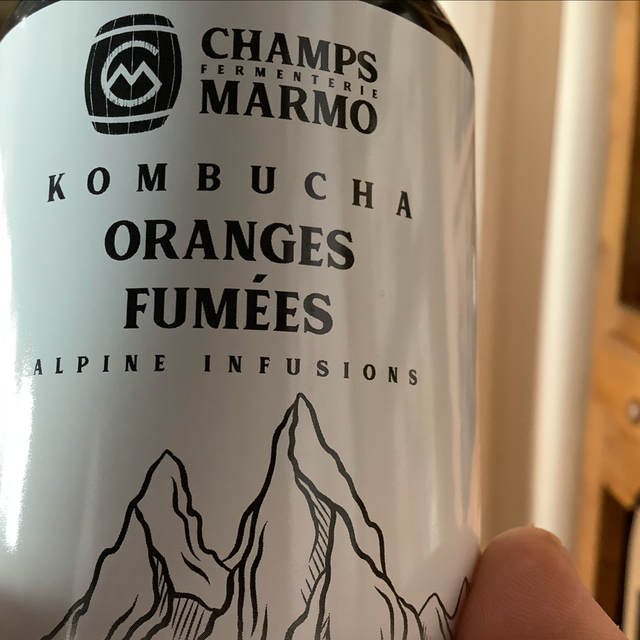 CHAMPS
FERMENTERIE
MARMO
KOMBUCHA
ORANGES
FUMÉES
ALPINE INFUSIONS